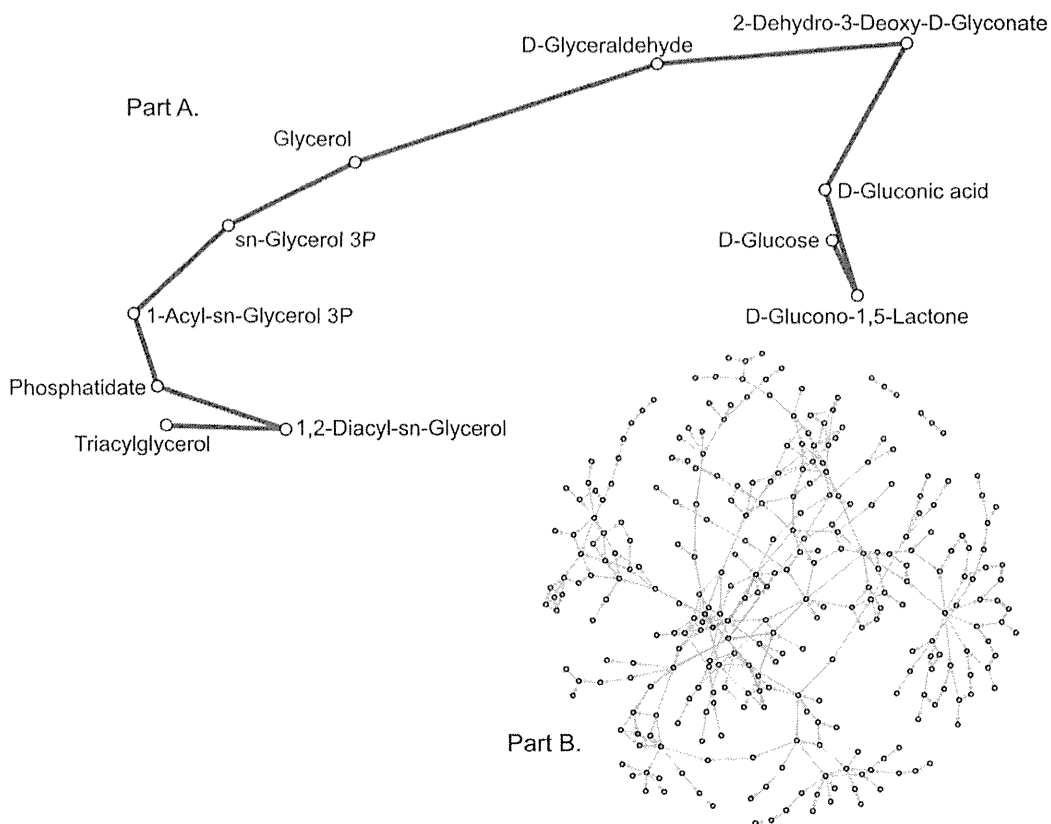 2-Dehydro-3-Deoxy-D-Glyconate
D-Glyceraldehyde
Part A.
Glycerol
D-Gluconic acid
sn-Glycerol 3P
D-Glucose
1-Acyl-sn-Glycerol 3P
D-Glucono-1,5-Lactone
Phosphatidate
Triacylglycerol
1,2-Diacyl-sn-Glycerol
Part B.